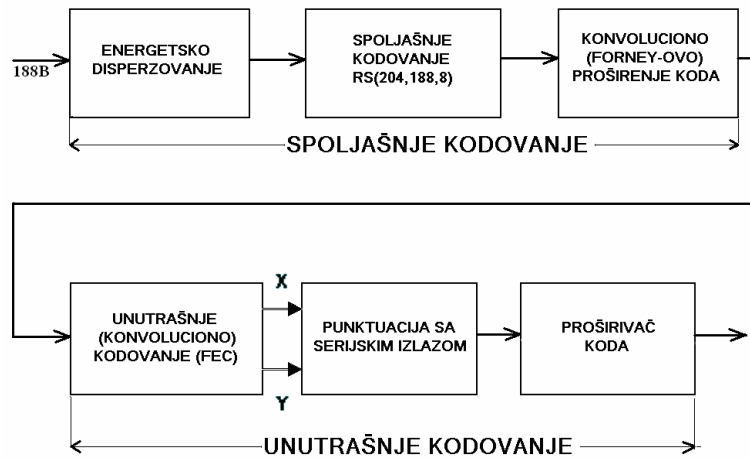 188B
ENERGETSKO
DISPERZOVANJE
SPOLJAŠNJE
KODOVANJE
RS(204,188,8)
KONVOLUCIONO
(FORNEY-OVO)
PROŠIRENJE KODA
SPOLJAŠNJE KODOVANJE
UNUTRAŠNJE
(KONVOLUCIONO)
KODOVANJE (FEC)
X
Y
PUNKTUACIJA SA
SERIJSKIM IZLAZOM
PROŠIRIVAČ
KODA
UNUTRAŠNJE KODOVANJE